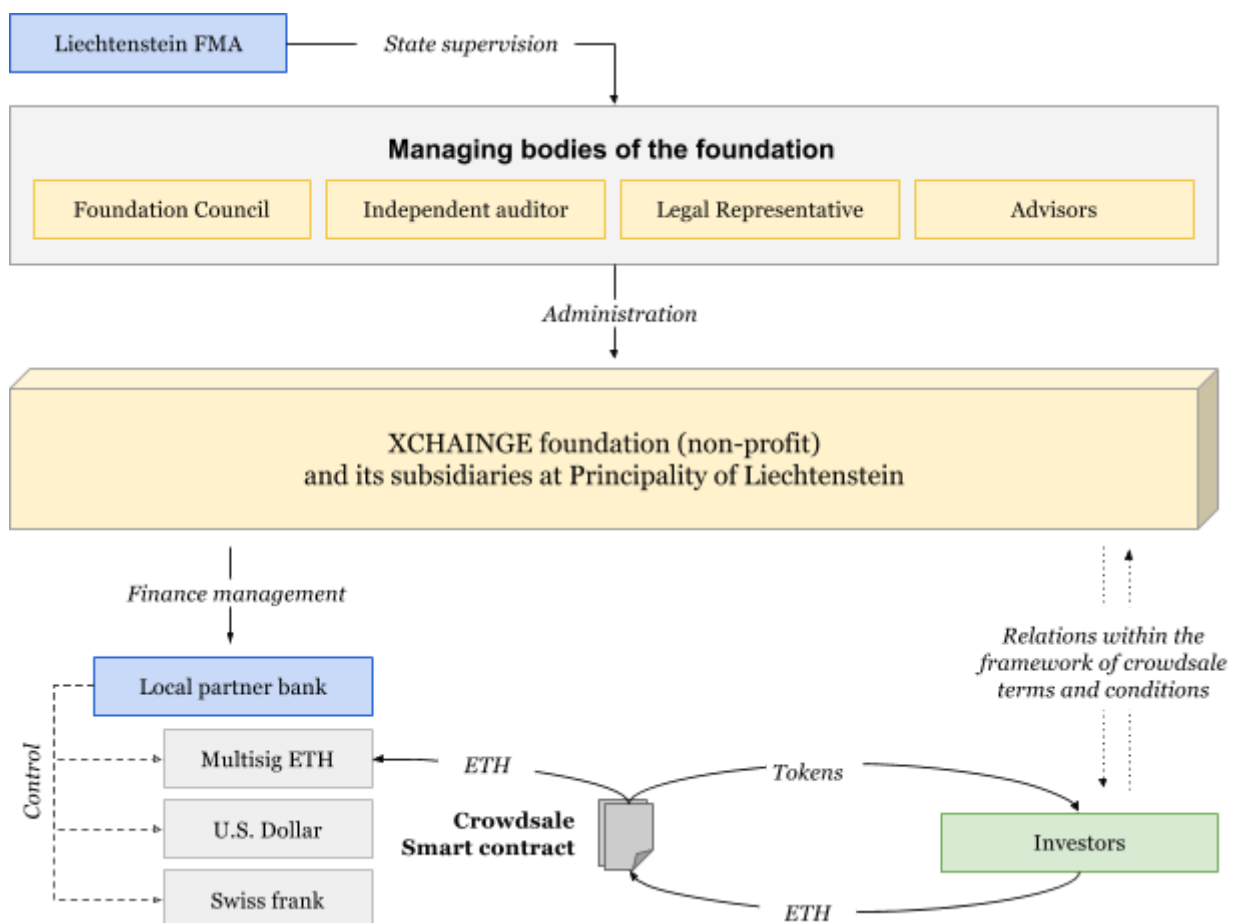 Liechtenstein FMA
State supervision
Managing bodies of the foundation
Foundation Council
Independent auditor
Legal Representative
Advisors
Administration
XCHAINGE foundation (non-profit)
and its subsidiaries at Principality of Liechtenstein
Finance management
Relations within the
framework of crowdsale
terms and conditions
Local partner bank
Control
Multisig ETH
ETH
Tokens
U.S. Dollar
Crowdsale
Smart contract
Investors
Swiss frank
ETH